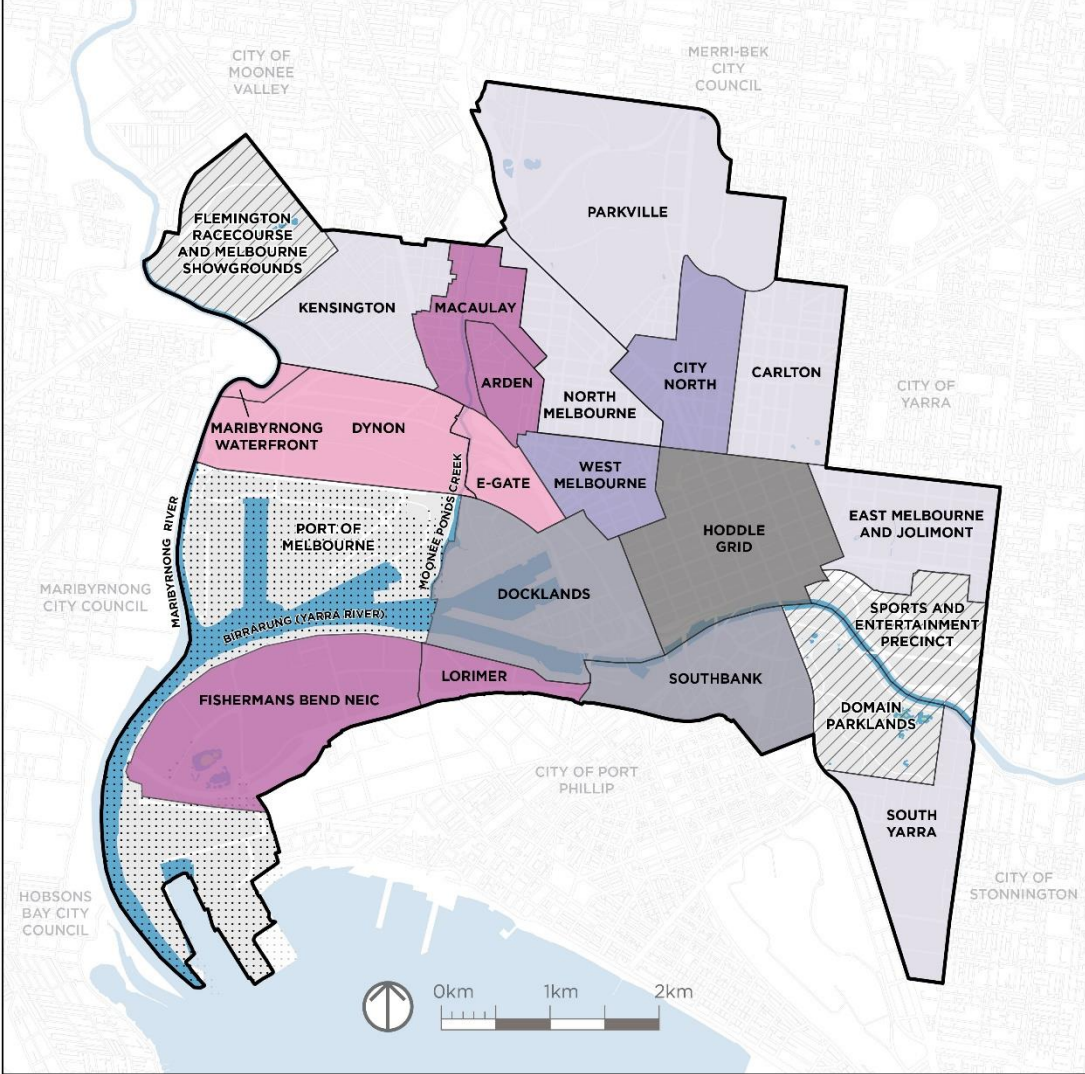 CITY OF
MOONEE
VALLEY
MERRI-BEK
CITY
COUNCIL
FLEMINGTON
RACECOURSE
AND MELBOURNE
SHOWGROUNDS
PARKVILLE
KENSINGTON
MACAULAY
ARDEN
NORTH
MELBOURNE
CITY
NORTH
CARLTON
CITY OF
YARRA
MARIBYRNONG
WATERFRONT
DYNON
E-GATE
WEST
MELBOURNE
MOONEE PONDS CREEK
MARIBYRNONG RIVER
PORT OF
MELBOURNE
HODDLE
GRID
EAST MELBOURNE
AND JOLIMONT
MARIBYRNONG
CITY COUNCIL
BIRRARUNG (YARRA RIVER)
DOCKLANDS
SPORTS AND
ENTERTAINMENT
PRECINCT
FISHERMANS BEND NEIC
LORIMER
SOUTHBANK
DOMAIN
PARKLANDS
CITY OF PORT
PHILLIP
SOUTH
YARRA
HOBSONS
BAY CITY
COUNCIL
CITY OF
STONNINGTON
0km 1km 2km